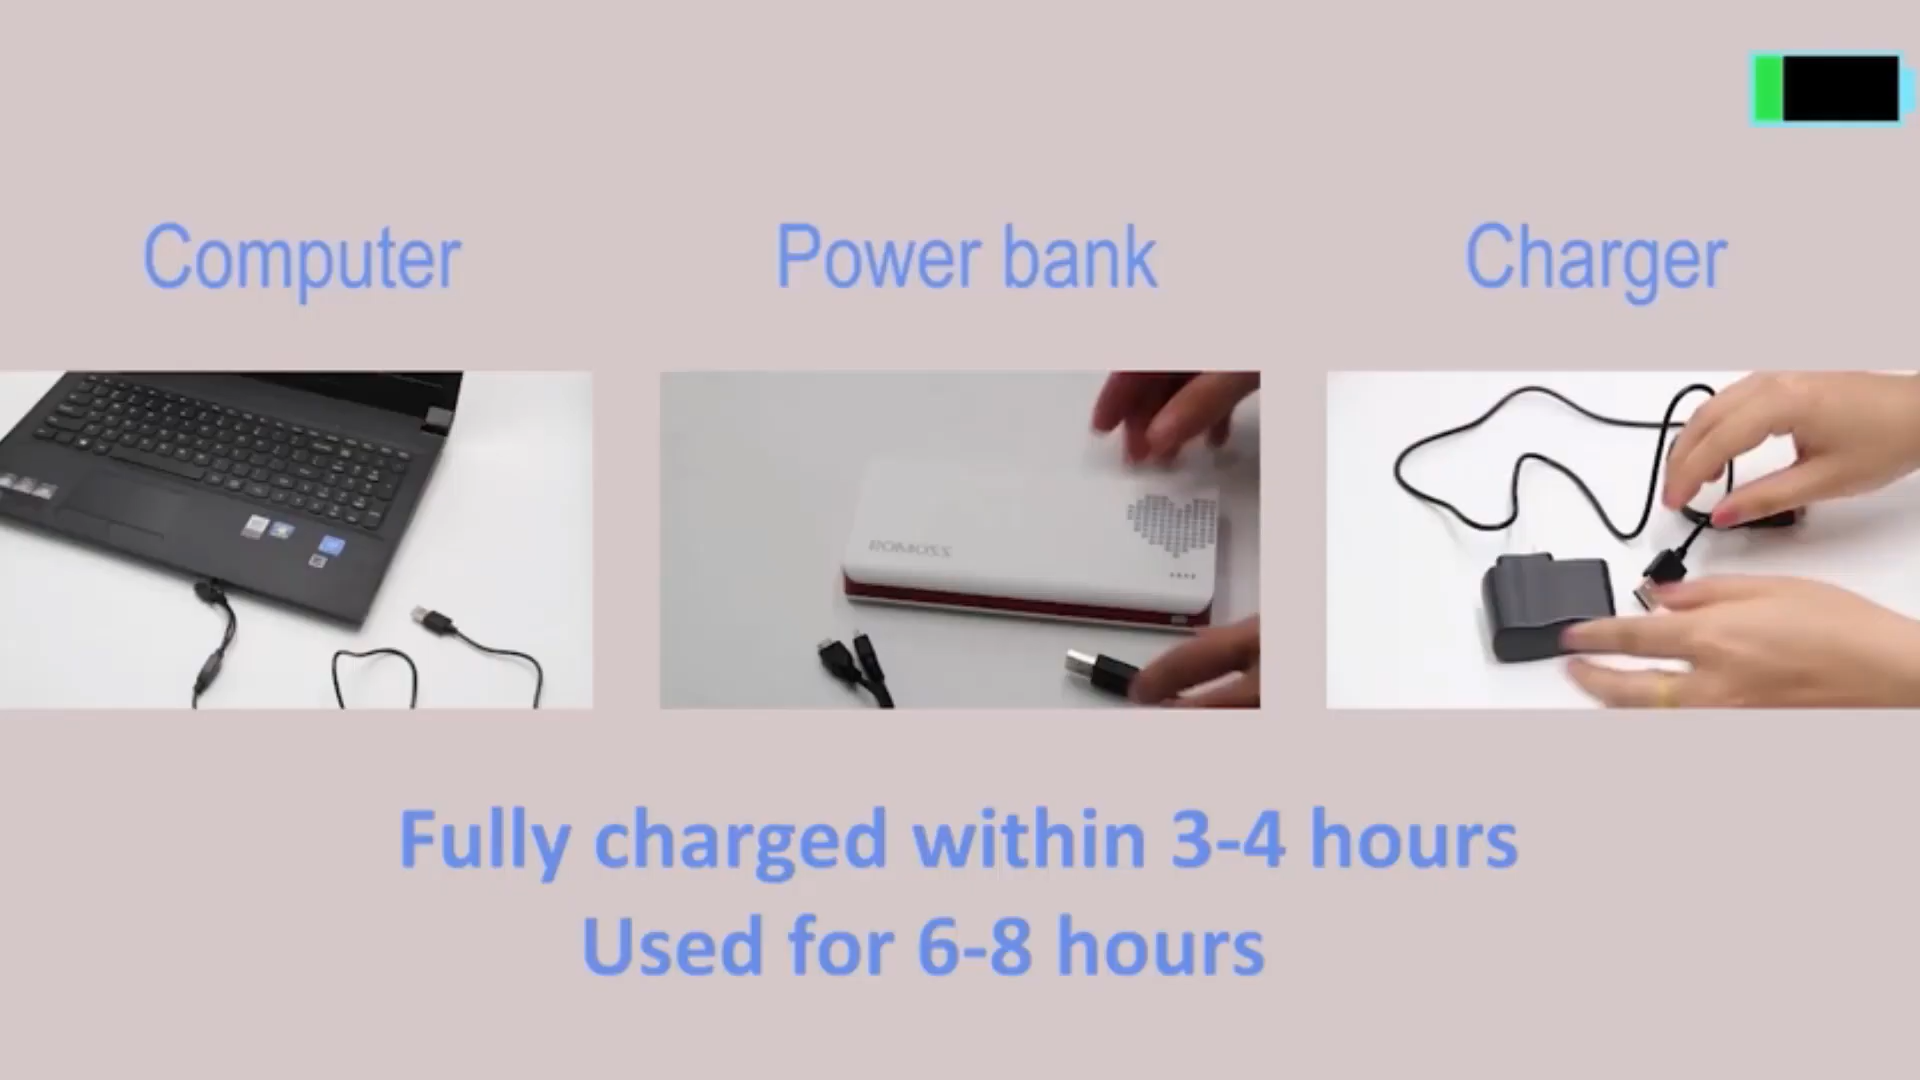 Computer
Power bank
Charger
ROMOSS
Fully charged within 3-4 hours
Used for 6-8 hours